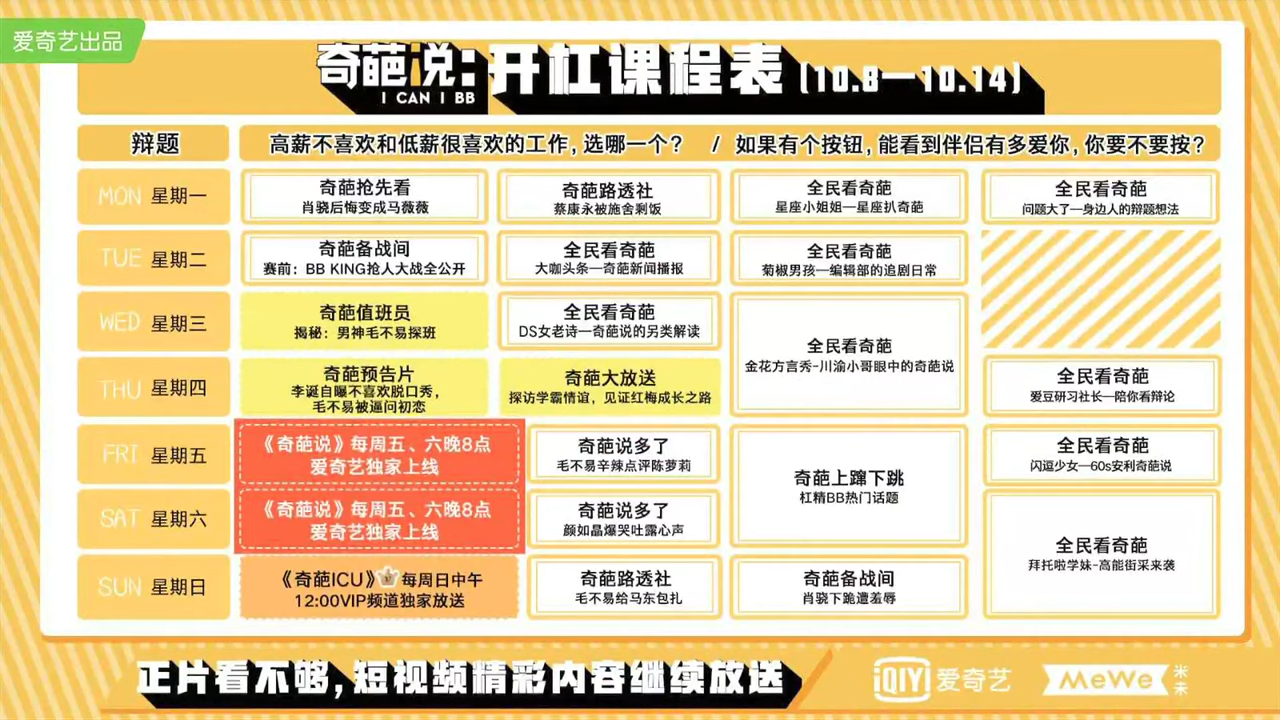 爱奇艺出品
奇葩说:
I CAN I BB
开杠课程表(10.8—10.14)
辩题
高薪不喜欢和低薪很喜欢的工作,选哪一个? / 如果有个按钮,能看到伴侣有多爱你,你要不要按?
MON 星期一
奇葩抢先看
肖骁后悔变成马薇薇
奇葩路透社
蔡康永被施舍剩饭
全民看奇葩
星座小姐姐—星座扒奇葩
全民看奇葩
问题大了—身边人的辩题想法
TUE 星期二
奇葩备战间
赛前:BB KING抢人大战全公开
全民看奇葩
大咖头条—奇葩新闻播报
全民看奇葩
菊椒男孩—编辑部的追剧日常
WED 星期三
奇葩值班员
揭秘:男神毛不易探班
全民看奇葩
DS女老诗—奇葩说的另类解读
全民看奇葩
金花方言秀-川渝小哥眼中的奇葩说
THU 星期四
奇葩预告片
李诞自曝不喜欢脱口秀,
毛不易被逼问初恋
奇葩大放送
探访学霸情谊,见证红梅成长之路
全民看奇葩
爱豆研习社长—陪你看辩论
FRI 星期五
《奇葩说》每周五、六晚8点
爱奇艺独家上线
奇葩说多了
毛不易辛辣点评陈萝莉
奇葩上蹿下跳
杠精BB热门话题
全民看奇葩
闪逗少女—60s安利奇葩说
SAT 星期六
《奇葩说》每周五、六晚8点
爱奇艺独家上线
奇葩说多了
颜如晶爆哭吐露心声
全民看奇葩
拜托啦学妹-高能街采来袭
SUN 星期日
《奇葩ICU》每周日中午
12:00VIP频道独家放送
奇葩路透社
毛不易给马东包扎
奇葩备战间
肖骁下跪遭羞辱
正片看不够,短视频精彩内容继续放送
iQIYI 爱奇艺
MeWe 米未